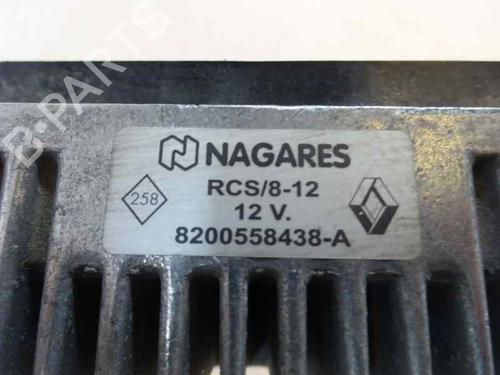 B-PARTS
NAGARES
RCS/8-12
258
12 V.
8200558438-A